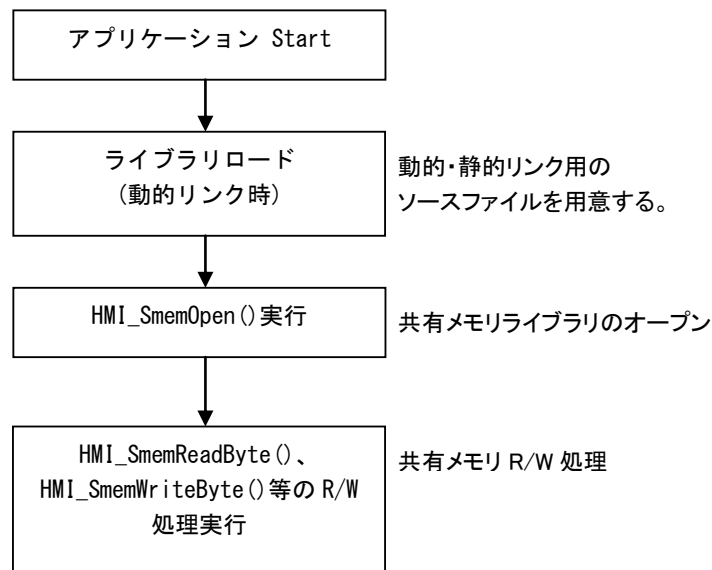 アプリケーション Start
ライブラリロード
(動的リンク時)
動的・静的リンク用の
ソースファイルを用意する。
HMI_SmemOpen()実行
共有メモリライブラリのオープン
HMI_SmemReadByte()、
HMI_SmemWriteByte()等の R/W
処理実行
共有メモリ R/W 処理